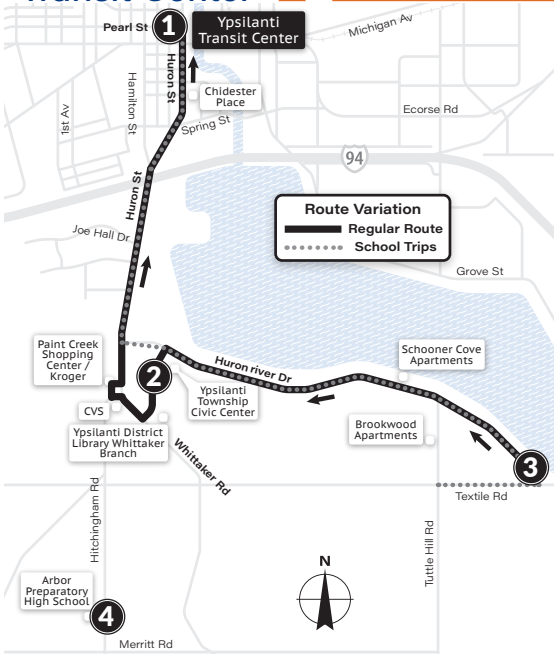 Transit Center
Pearl St
1
Ypsilanti
Transit Center
Michigan Av
Huron St
Hamilton St
1st Av
Chidester
Place
Spring St
Ecorse Rd
94
Huron St
Joe Hall Dr
Route Variation
Regular Route
School Trips
Grove St
Paint Creek
Shopping
Center /
Kroger
2
Huron river Dr
Schooner Cove
Apartments
CVS
Ypsilanti
Township
Civic Center
Ypsilanti District
Library Whittaker
Branch
Brookwood
Apartments
Whittaker Rd
3
Textile Rd
Hitchingham Rd
Tuttle Hill Rd
N
Arbor
Preparatory
High School
4
Merritt Rd